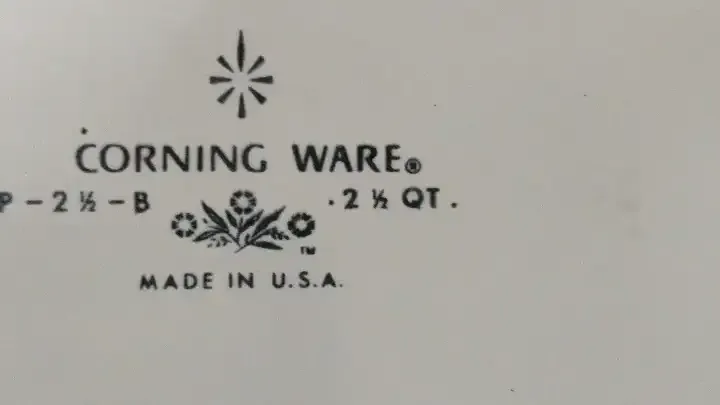 CORNING WARE®
P - 2 ½ - B · 2 ½ QT .
TM
MADE IN U.S.A.